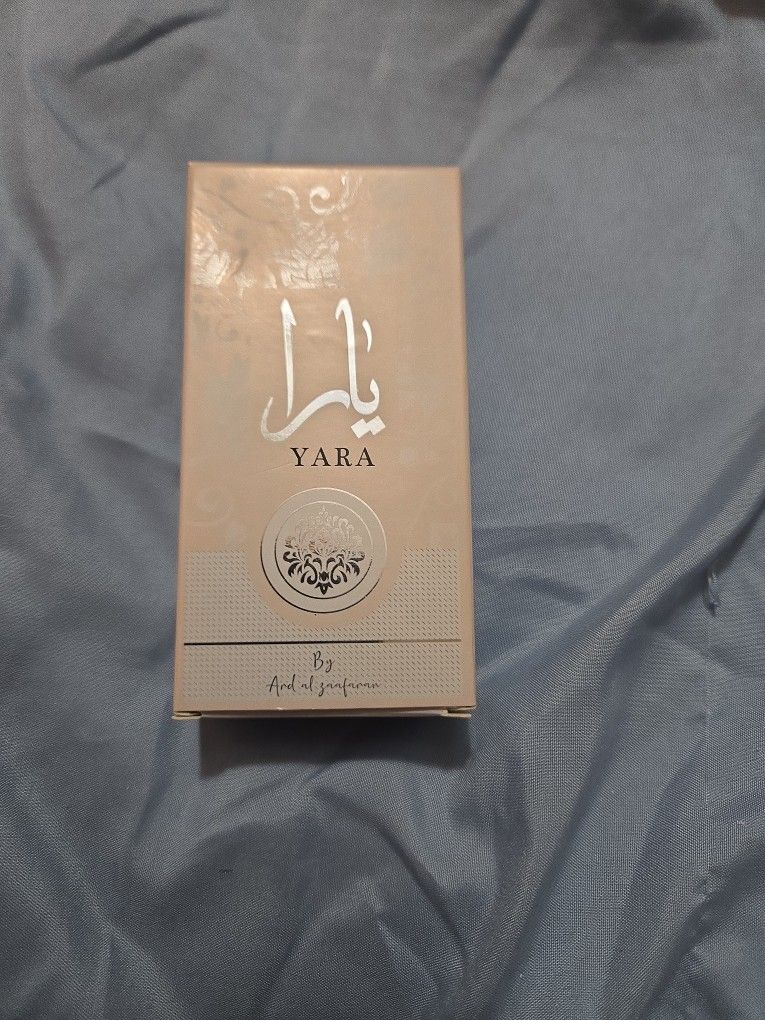 يارا
YARA
By
Ard al zaafaran